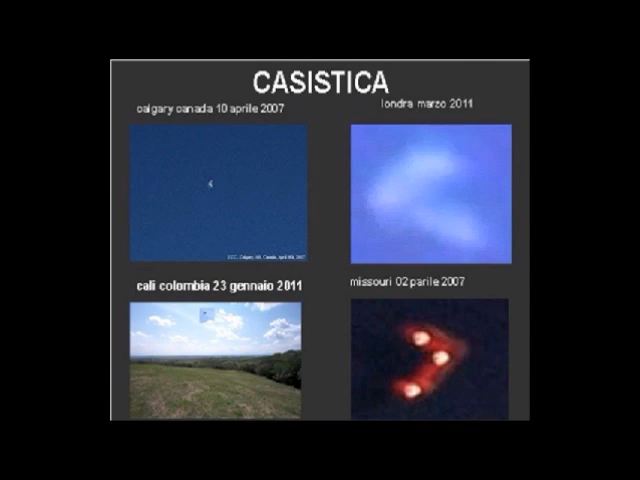 CASISTICA
calgary canada 10 aprile 2007
londra marzo 2011
cali colombia 23 gennaio 2011
missouri 02 parile 2007